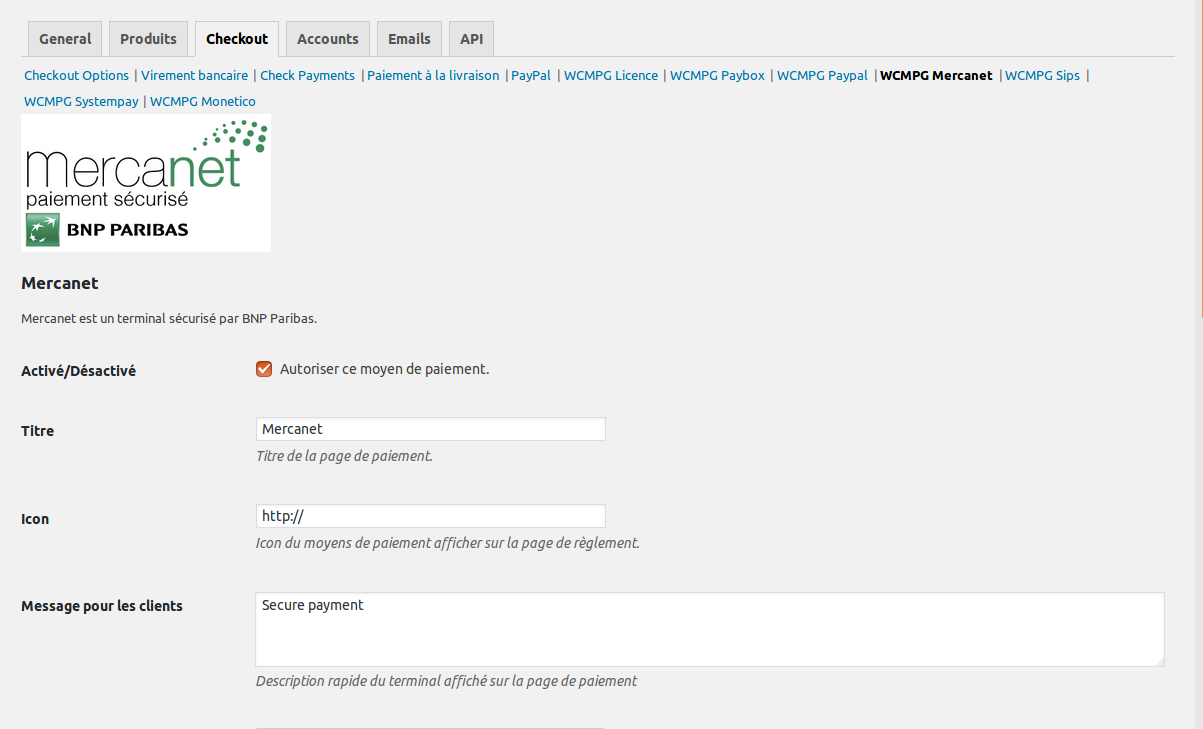 General Produits Checkout Accounts Emails API
Checkout Options | Virement bancaire | Check Payments | Paiement à la livraison | PayPal | WCMPG Licence | WCMPG Paybox | WCMPG Paypal | WCMPG Mercanet | WCMPG Sips |
WCMPG Systempay | WCMPG Monetico
mercanet
paiement sécurisé
BNP PARIBAS
Mercanet
Mercanet est un terminal sécurisé par BNP Paribas.
Activé/Désactivé Autoriser ce moyen de paiement.
Titre Mercanet
Titre de la page de paiement.
Icon http://
Icon du moyens de paiement afficher sur la page de règlement.
Message pour les clients Secure payment
Description rapide du terminal affiché sur la page de paiement